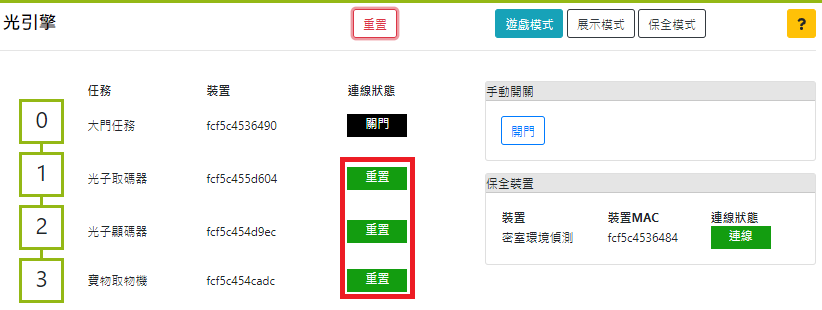 光引擎 重置 遊戲模式 展示模式 保全模式 ?
任務 裝置 連線狀態
0 大門任務 fcf5c4536490 關門
1 光子取碼器 fcf5c455d604 重置
2 光子顯碼器 fcf5c454d9ec 重置
3 寶物取物機 fcf5c454cadc 重置
手動開關
開門
保全裝置
裝置 裝置MAC 連線狀態
密室環境偵測 fcf5c4536484 連線